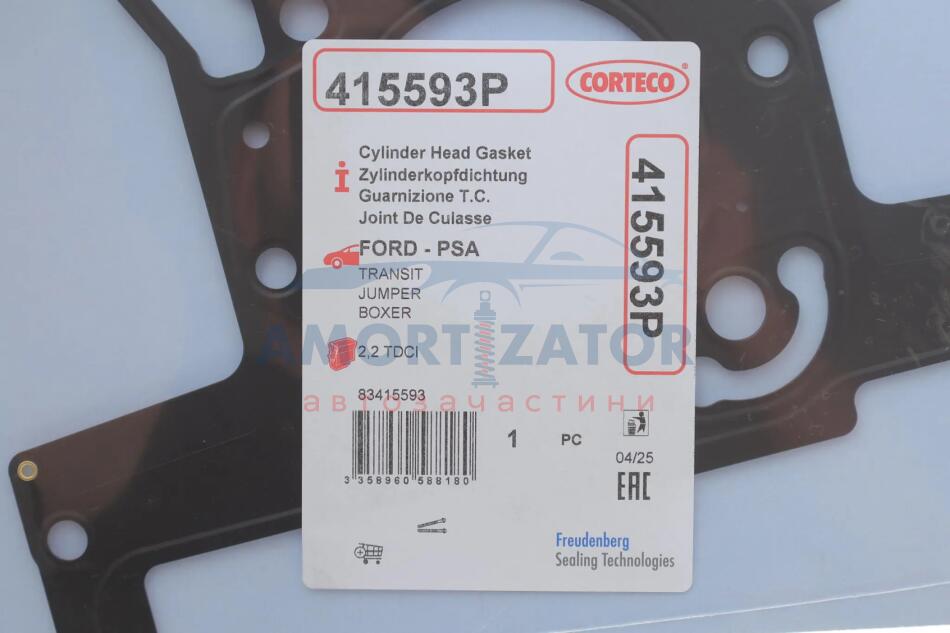 415593P
CORTECO®
Cylinder Head Gasket
Zylinderkopfdichtung
Guarnizione T.C.
Joint De Culasse
415593P
FORD - PSA
TRANSIT
JUMPER
BOXER
AMORTIZATOR
2,2 TDCI
83415593
автозачастини
3 358960 588180
1 PC
04/25
EAC
Freudenberg
Sealing Technologies